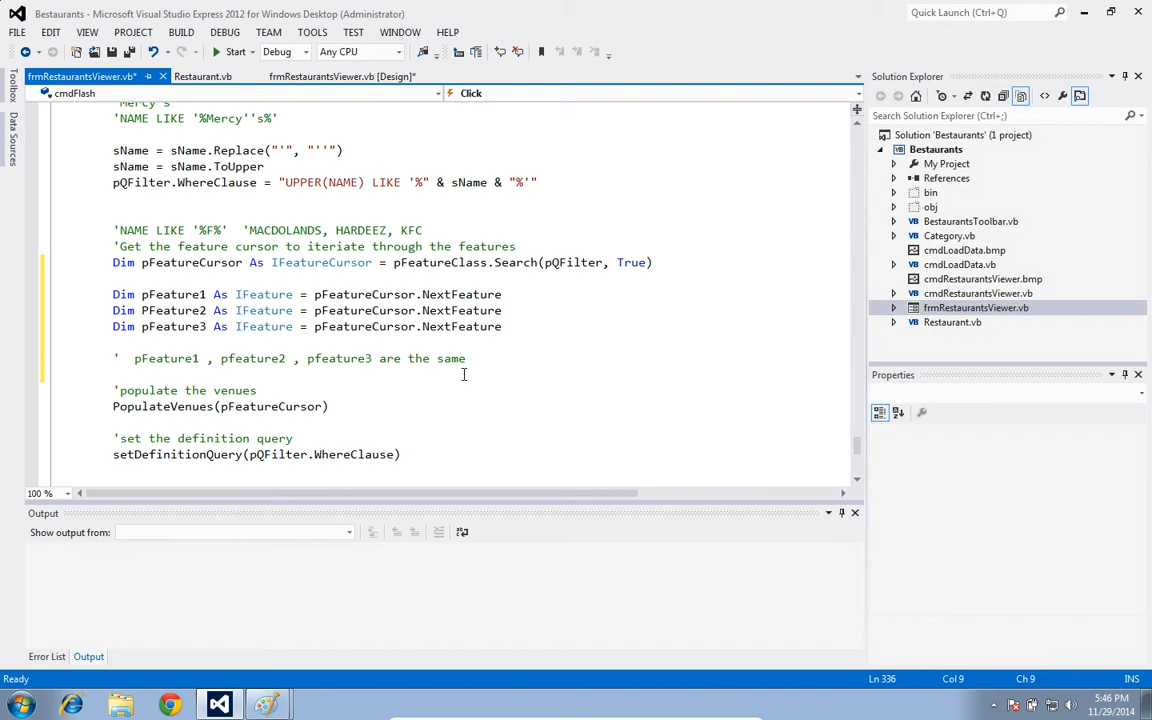 Bestaurants - Microsoft Visual Studio Express 2012 for Windows Desktop (Administrator)
Quick Launch (Ctrl+Q)
FILE EDIT VIEW PROJECT BUILD DEBUG TEAM TOOLS TEST WINDOW HELP
Start Debug Any CPU
frmRestaurantsViewer.vb* Restaurant.vb frmRestaurantsViewer.vb [Design]*
cmdFlash Click
'Mercy's
'NAME LIKE '%Mercy''s%'
sName = sName.Replace("'", "''")
sName = sName.ToUpper
pQFilter.WhereClause = "UPPER(NAME) LIKE '%" & sName & "%'"
'NAME LIKE '%F%' 'MACDOLANDS, HARDEEZ, KFC
'Get the feature cursor to iteriate through the features
Dim pFeatureCursor As IFeatureCursor = pFeatureClass.Search(pQFilter, True)
Dim pFeature1 As IFeature = pFeatureCursor.NextFeature
Dim PFeature2 As IFeature = pFeatureCursor.NextFeature
Dim pFeature3 As IFeature = pFeatureCursor.NextFeature
' pFeature1 , pfeature2 , pfeature3 are the same
'populate the venues
PopulateVenues(pFeatureCursor)
'set the definition query
setDefinitionQuery(pQFilter.WhereClause)
100 %
Toolbox
Data Sources
Output
Show output from:
Error List Output
Solution Explorer
Search Solution Explorer (Ctrl+;)
Solution 'Bestaurants' (1 project)
Bestaurants
My Project
References
bin
obj
BestaurantsToolbar.vb
Category.vb
cmdLoadData.bmp
cmdLoadData.vb
cmdRestaurantsViewer.bmp
cmdRestaurantsViewer.vb
frmRestaurantsViewer.vb
Restaurant.vb
Properties
Ready Ln 336 Col 9 Ch 9 INS
5:46 PM
11/29/2014